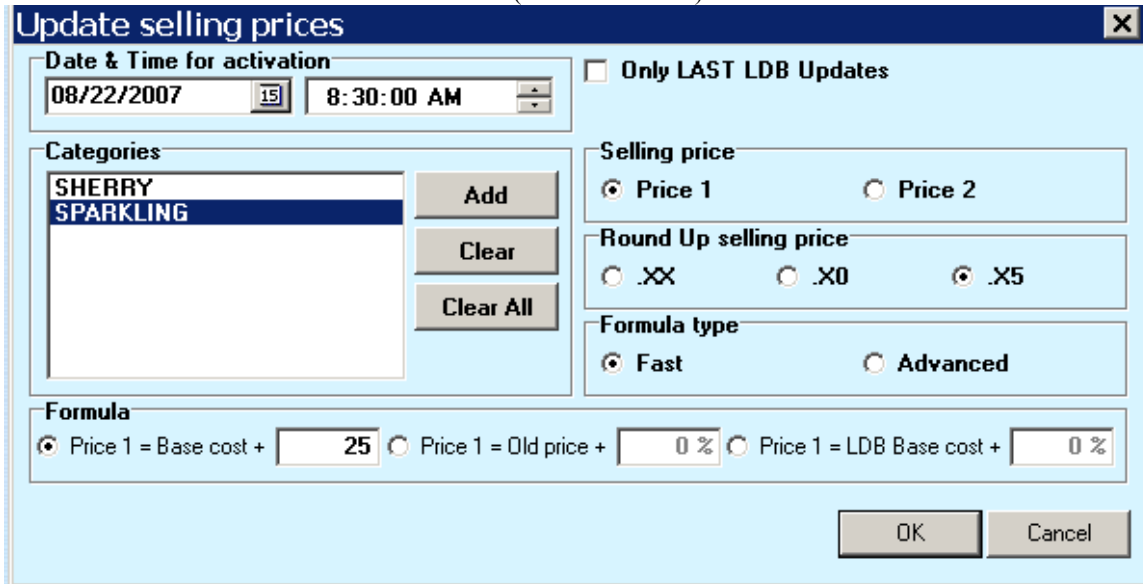 Update selling prices
Date & Time for activation
08/22/2007 15 8:30:00 AM
Only LAST LDB Updates
Categories
SHERRY
SPARKLING
Add
Clear
Clear All
Selling price
Price 1 Price 2
Round Up selling price
.XX .X0 .X5
Formula type
Fast Advanced
Formula
Price 1 = Base cost + 25 Price 1 = Old price + 0 % Price 1 = LDB Base cost + 0 %
OK Cancel